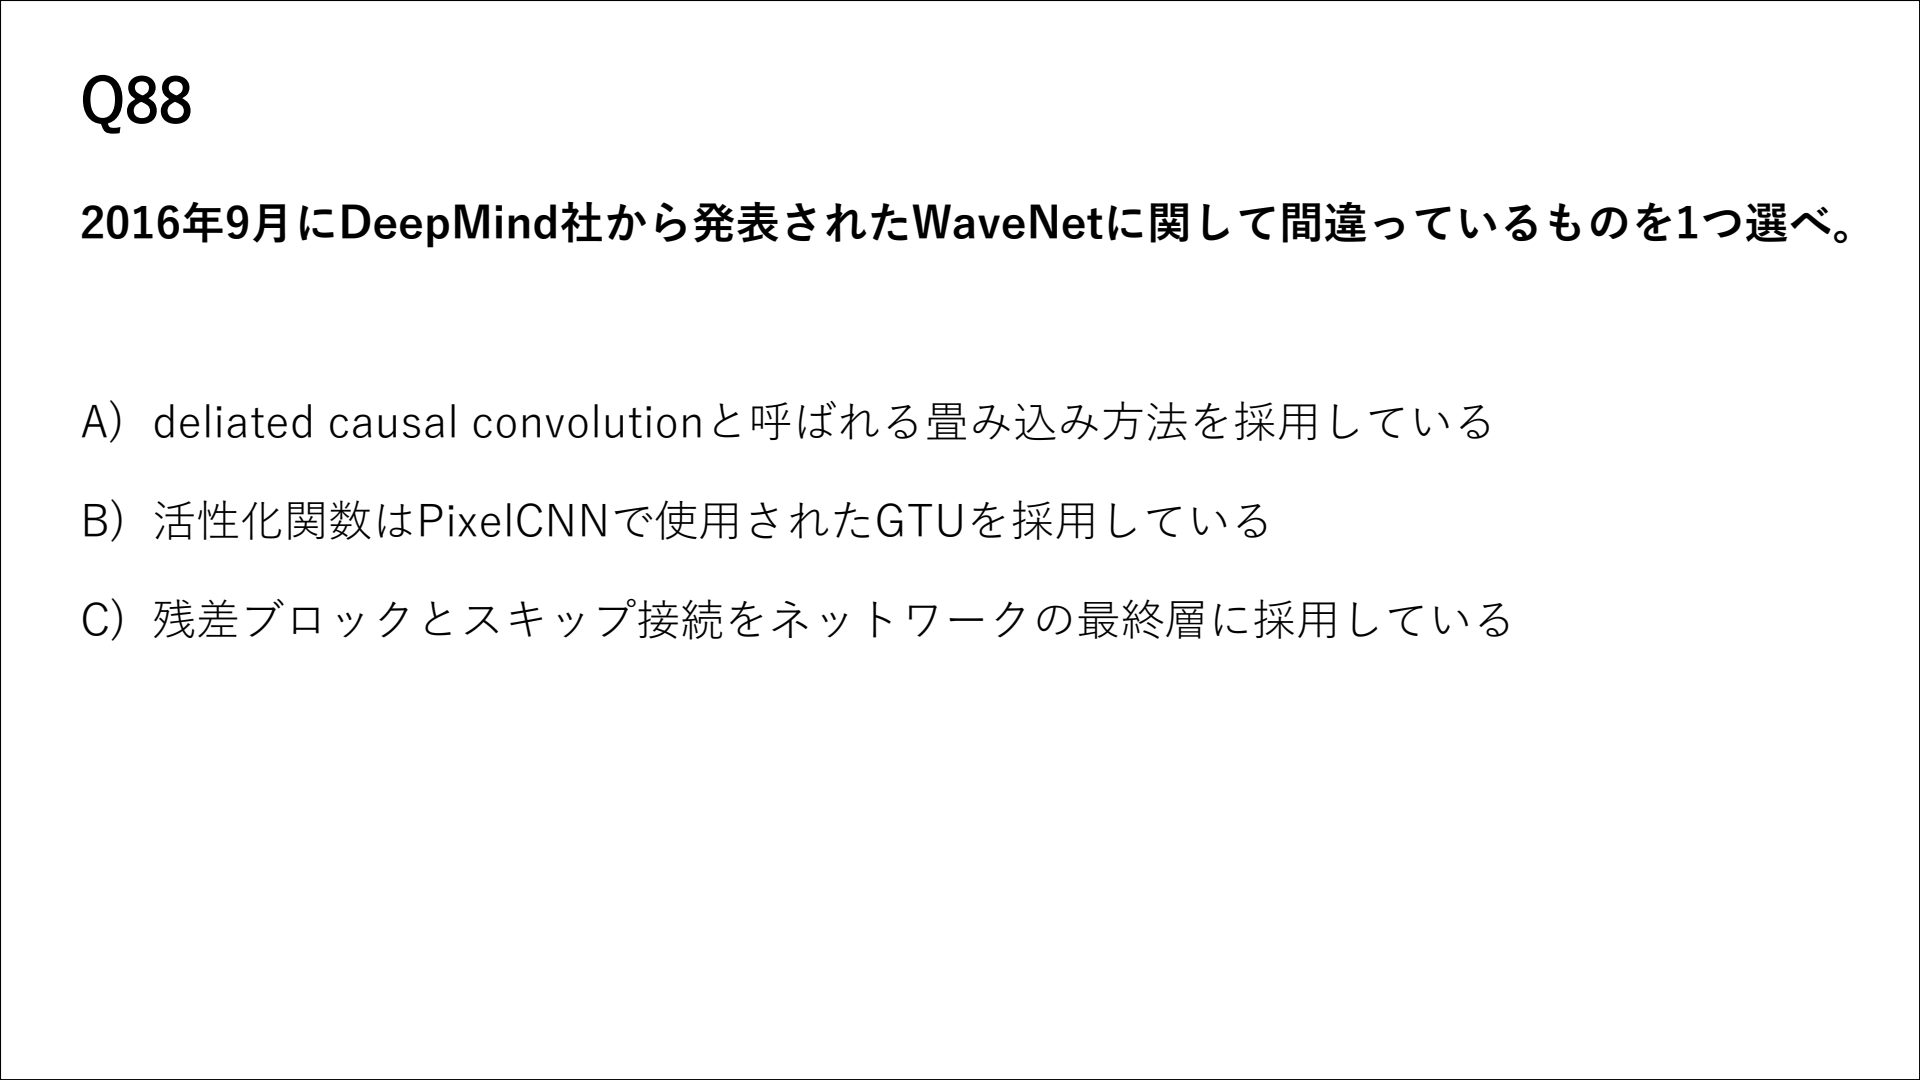 Q88
2016年9月にDeepMind社から発表されたWaveNetに関して間違っているものを1つ選べ。
A) deliated causal convolutionと呼ばれる畳み込み方法を採用している
B) 活性化関数はPixelCNNで使用されたGTUを採用している
C) 残差ブロックとスキップ接続をネットワークの最終層に採用している